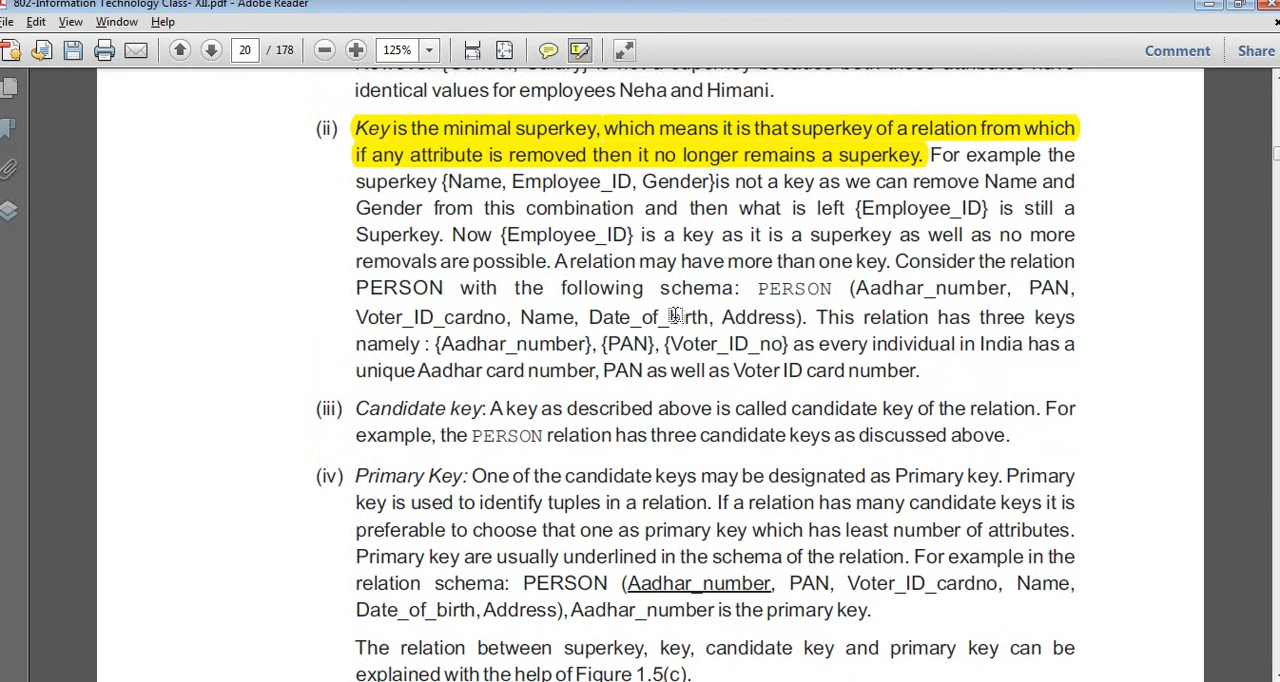 802-Information Technology Class- XII.pdf - Adobe Reader
File Edit View Window Help
20 / 178 125% Comment Share
identical values for employees Neha and Himani.
(ii) Key is the minimal superkey, which means it is that superkey of a relation from which
if any attribute is removed then it no longer remains a superkey. For example the
superkey {Name, Employee_ID, Gender}is not a key as we can remove Name and
Gender from this combination and then what is left {Employee_ID} is still a
Superkey. Now {Employee_ID} is a key as it is a superkey as well as no more
removals are possible. A relation may have more than one key. Consider the relation
PERSON with the following schema: PERSON (Aadhar_number, PAN,
Voter_ID_cardno, Name, Date_of_birth, Address). This relation has three keys
namely : {Aadhar_number}, {PAN}, {Voter_ID_no} as every individual in India has a
unique Aadhar card number, PAN as well as Voter ID card number.
(iii) Candidate key: A key as described above is called candidate key of the relation. For
example, the PERSON relation has three candidate keys as discussed above.
(iv) Primary Key: One of the candidate keys may be designated as Primary key. Primary
key is used to identify tuples in a relation. If a relation has many candidate keys it is
preferable to choose that one as primary key which has least number of attributes.
Primary key are usually underlined in the schema of the relation. For example in the
relation schema: PERSON (Aadhar_number, PAN, Voter_ID_cardno, Name,
Date_of_birth, Address), Aadhar_number is the primary key.
The relation between superkey, key, candidate key and primary key can be
explained with the help of Figure 1.5(c).